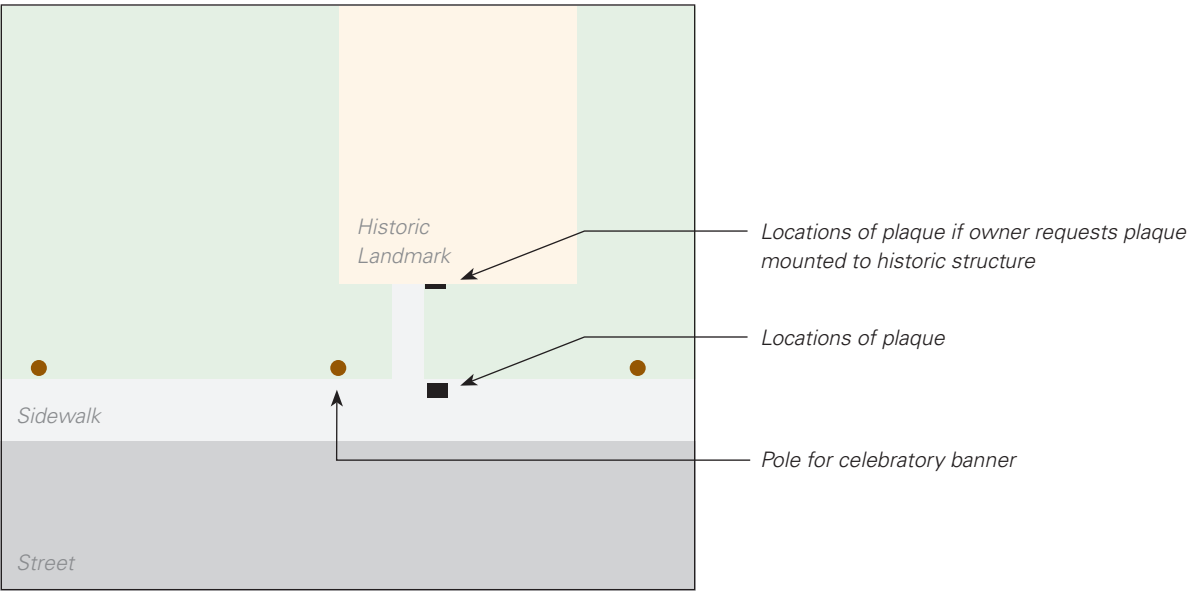 Historic
Landmark
Locations of plaque if owner requests plaque
mounted to historic structure
Locations of plaque
Sidewalk
Pole for celebratory banner
Street